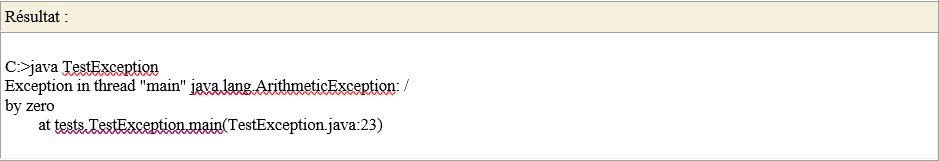 Résultat :
C:>java TestException
Exception in thread "main" java.lang.ArithmeticException: /
by zero
at tests.TestException.main(TestException.java:23)